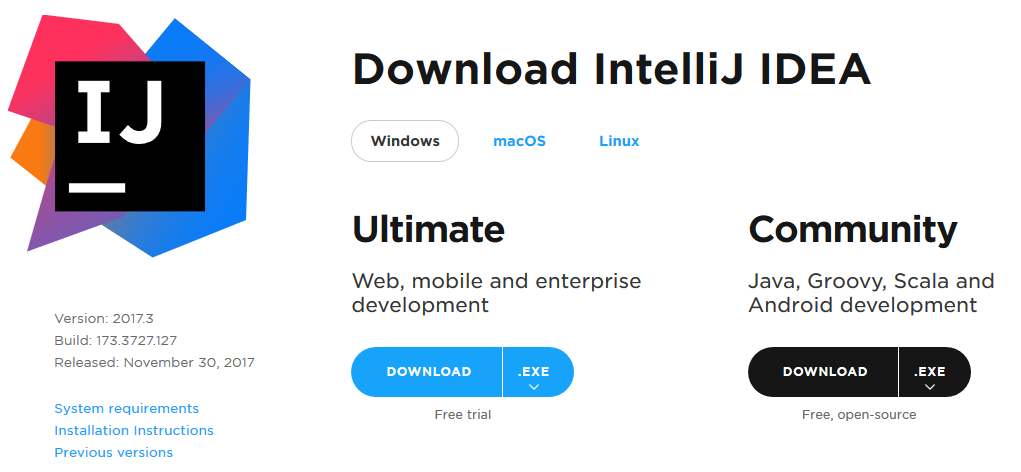 IJ
Download IntelliJ IDEA
Windows macOS Linux
Ultimate
Web, mobile and enterprise
development
DOWNLOAD .EXE
Free trial
Community
Java, Groovy, Scala and
Android development
DOWNLOAD .EXE
Free, open-source
Version: 2017.3
Build: 173.3727.127
Released: November 30, 2017
System requirements
Installation Instructions
Previous versions